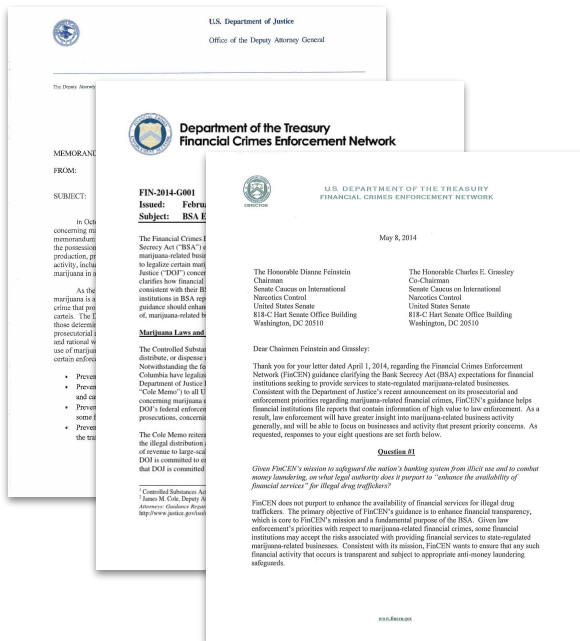 U.S. Department of Justice
Office of the Deputy Attorney General
The Deputy Attorney
MEMORAND
FROM:
SUBJECT:
In Octo
concerning ma
memorandum
the possession
production, pr
activity, inclu
marijuana in a
As the
marijuana is a
crime that pro
cartels. The D
those determin
prosecutorial r
and rational w
use of marijua
certain enforce
• Preven
• Preven
and ca
• Preven
some f
• Preven
the trai
Department of the Treasury
Financial Crimes Enforcement Network
FIN-2014-G001
Issued: Februa
Subject: BSA E
The Financial Crimes E
Secrecy Act ("BSA") e
marijuana-related busin
to legalize certain mari
Justice ("DOJ") concer
clarifies how financial
consistent with their BS
institutions in BSA rep
guidance should enhanc
of, marijuana-related b
Marijuana Laws and
The Controlled Substan
distribute, or dispense
Notwithstanding the fed
Columbia have legaliz
Department of Justice
"Cole Memo") to all U
concerning marijuana
DOJ's federal enforcem
prosecutions, concernin
The Cole Memo reitera
the illegal distribution a
of revenue to large-scal
DOJ is committed to en
that DOJ is committed
1 Controlled Substances Act
2 James M. Cole, Deputy A
Attorneys: Guidance Regar
http://www.justice.gov/iso/
DIRECTOR
U.S. DEPARTMENT OF THE TREASURY
FINANCIAL CRIMES ENFORCEMENT NETWORK
May 8, 2014
The Honorable Dianne Feinstein
Chairman
Senate Caucus on International
Narcotics Control
United States Senate
818-C Hart Senate Office Building
Washington, DC 20510
The Honorable Charles E. Grassley
Co-Chairman
Senate Caucus on International
Narcotics Control
United States Senate
818-C Hart Senate Office Building
Washington, DC 20510
Dear Chairmen Feinstein and Grassley:
Thank you for your letter dated April 1, 2014, regarding the Financial Crimes Enforcement
Network (FinCEN) guidance clarifying the Bank Secrecy Act (BSA) expectations for financial
institutions seeking to provide services to state-regulated marijuana-related businesses.
Consistent with the Department of Justice's recent announcement on its prosecutorial and
enforcement priorities regarding marijuana-related financial crimes, FinCEN's guidance helps
financial institutions file reports that contain information of high value to law enforcement. As a
result, law enforcement will have greater insight into marijuana-related business activity
generally, and will be able to focus on businesses and activity that present priority concerns. As
requested, responses to your eight questions are set forth below.
Question #1
Given FinCEN's mission to safeguard the nation's banking system from illicit use and to combat
money laundering, on what legal authority does it purport to "enhance the availability of
financial services" for illegal drug traffickers?
FinCEN does not purport to enhance the availability of financial services for illegal drug
traffickers. The primary objective of FinCEN's guidance is to enhance financial transparency,
which is core to FinCEN's mission and a fundamental purpose of the BSA. Given law
enforcement's priorities with respect to marijuana-related financial crimes, some financial
institutions may accept the risks associated with providing financial services to state-regulated
marijuana-related businesses. Consistent with its mission, FinCEN wants to ensure that any such
financial activity that occurs is transparent and subject to appropriate anti-money laundering
safeguards.
www.fincen.gov